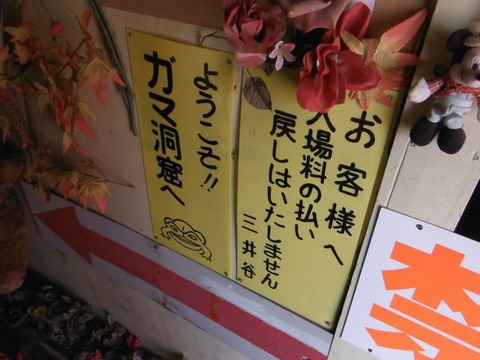 お客様へ
入場料の払い
戻しはいたしません
三井谷
ようこそ!!
ガマ洞窟へ